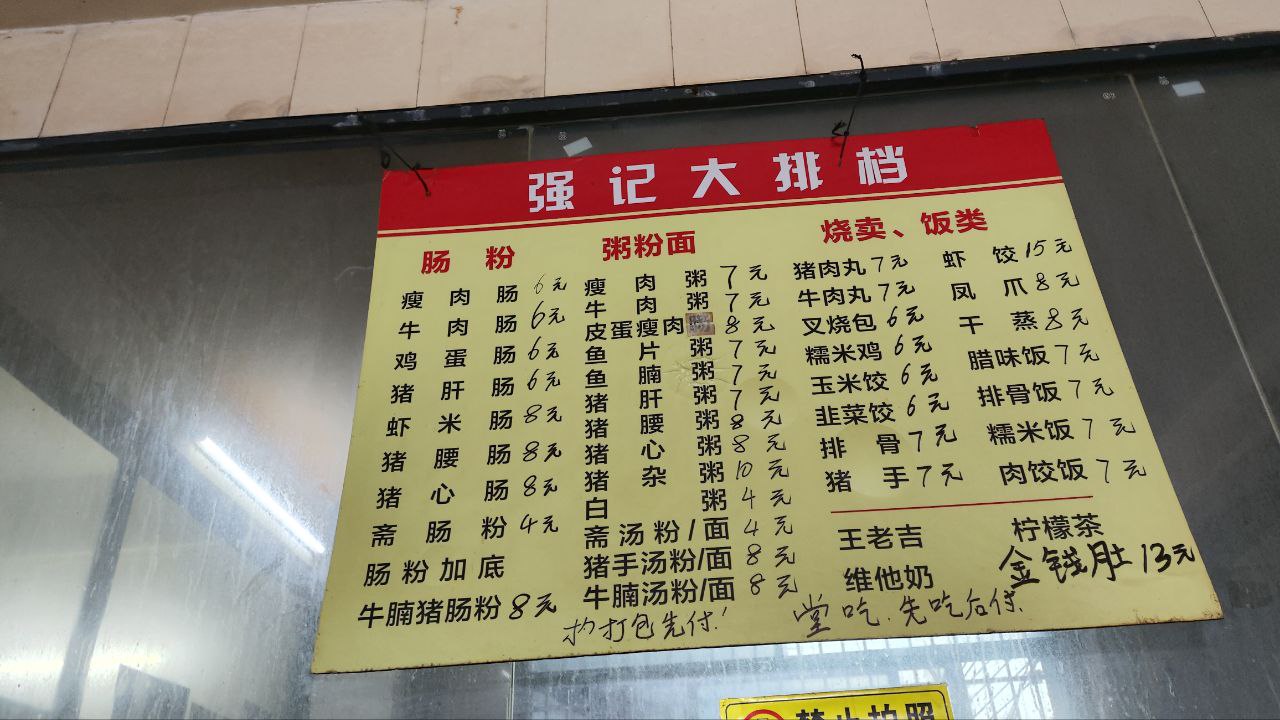 强记大排档
肠粉
瘦肉肠 6元
牛肉肠 6元
鸡蛋肠 6元
猪肝肠 6元
虾米肠 8元
猪腰肠 8元
猪心肠 8元
斋肠粉 4元
肠粉加底
牛腩猪肠粉 8元
粥粉面
瘦肉粥 7元
牛肉粥 7元
皮蛋瘦肉 8元
鱼片粥 7元
鱼腩粥 7元
猪肝粥 7元
猪腰粥 8元
猪心粥 8元
猪杂粥 10元
白粥 4元
斋汤粉/面 4元
猪手汤粉/面 8元
牛腩汤粉/面 8元
打包先付!
烧卖、饭类
猪肉丸 7元
牛肉丸 7元
叉烧包 6元
糯米鸡 6元
玉米饺 6元
韭菜饺 6元
排骨 7元
猪手 7元
虾饺 15元
凤爪 8元
干蒸 8元
腊味饭 7元
排骨饭 7元
糯米饭 7元
肉饺饭 7元
王老吉
维他奶
柠檬茶
金钱肚 13元
堂吃.先吃后付.
禁止拍照